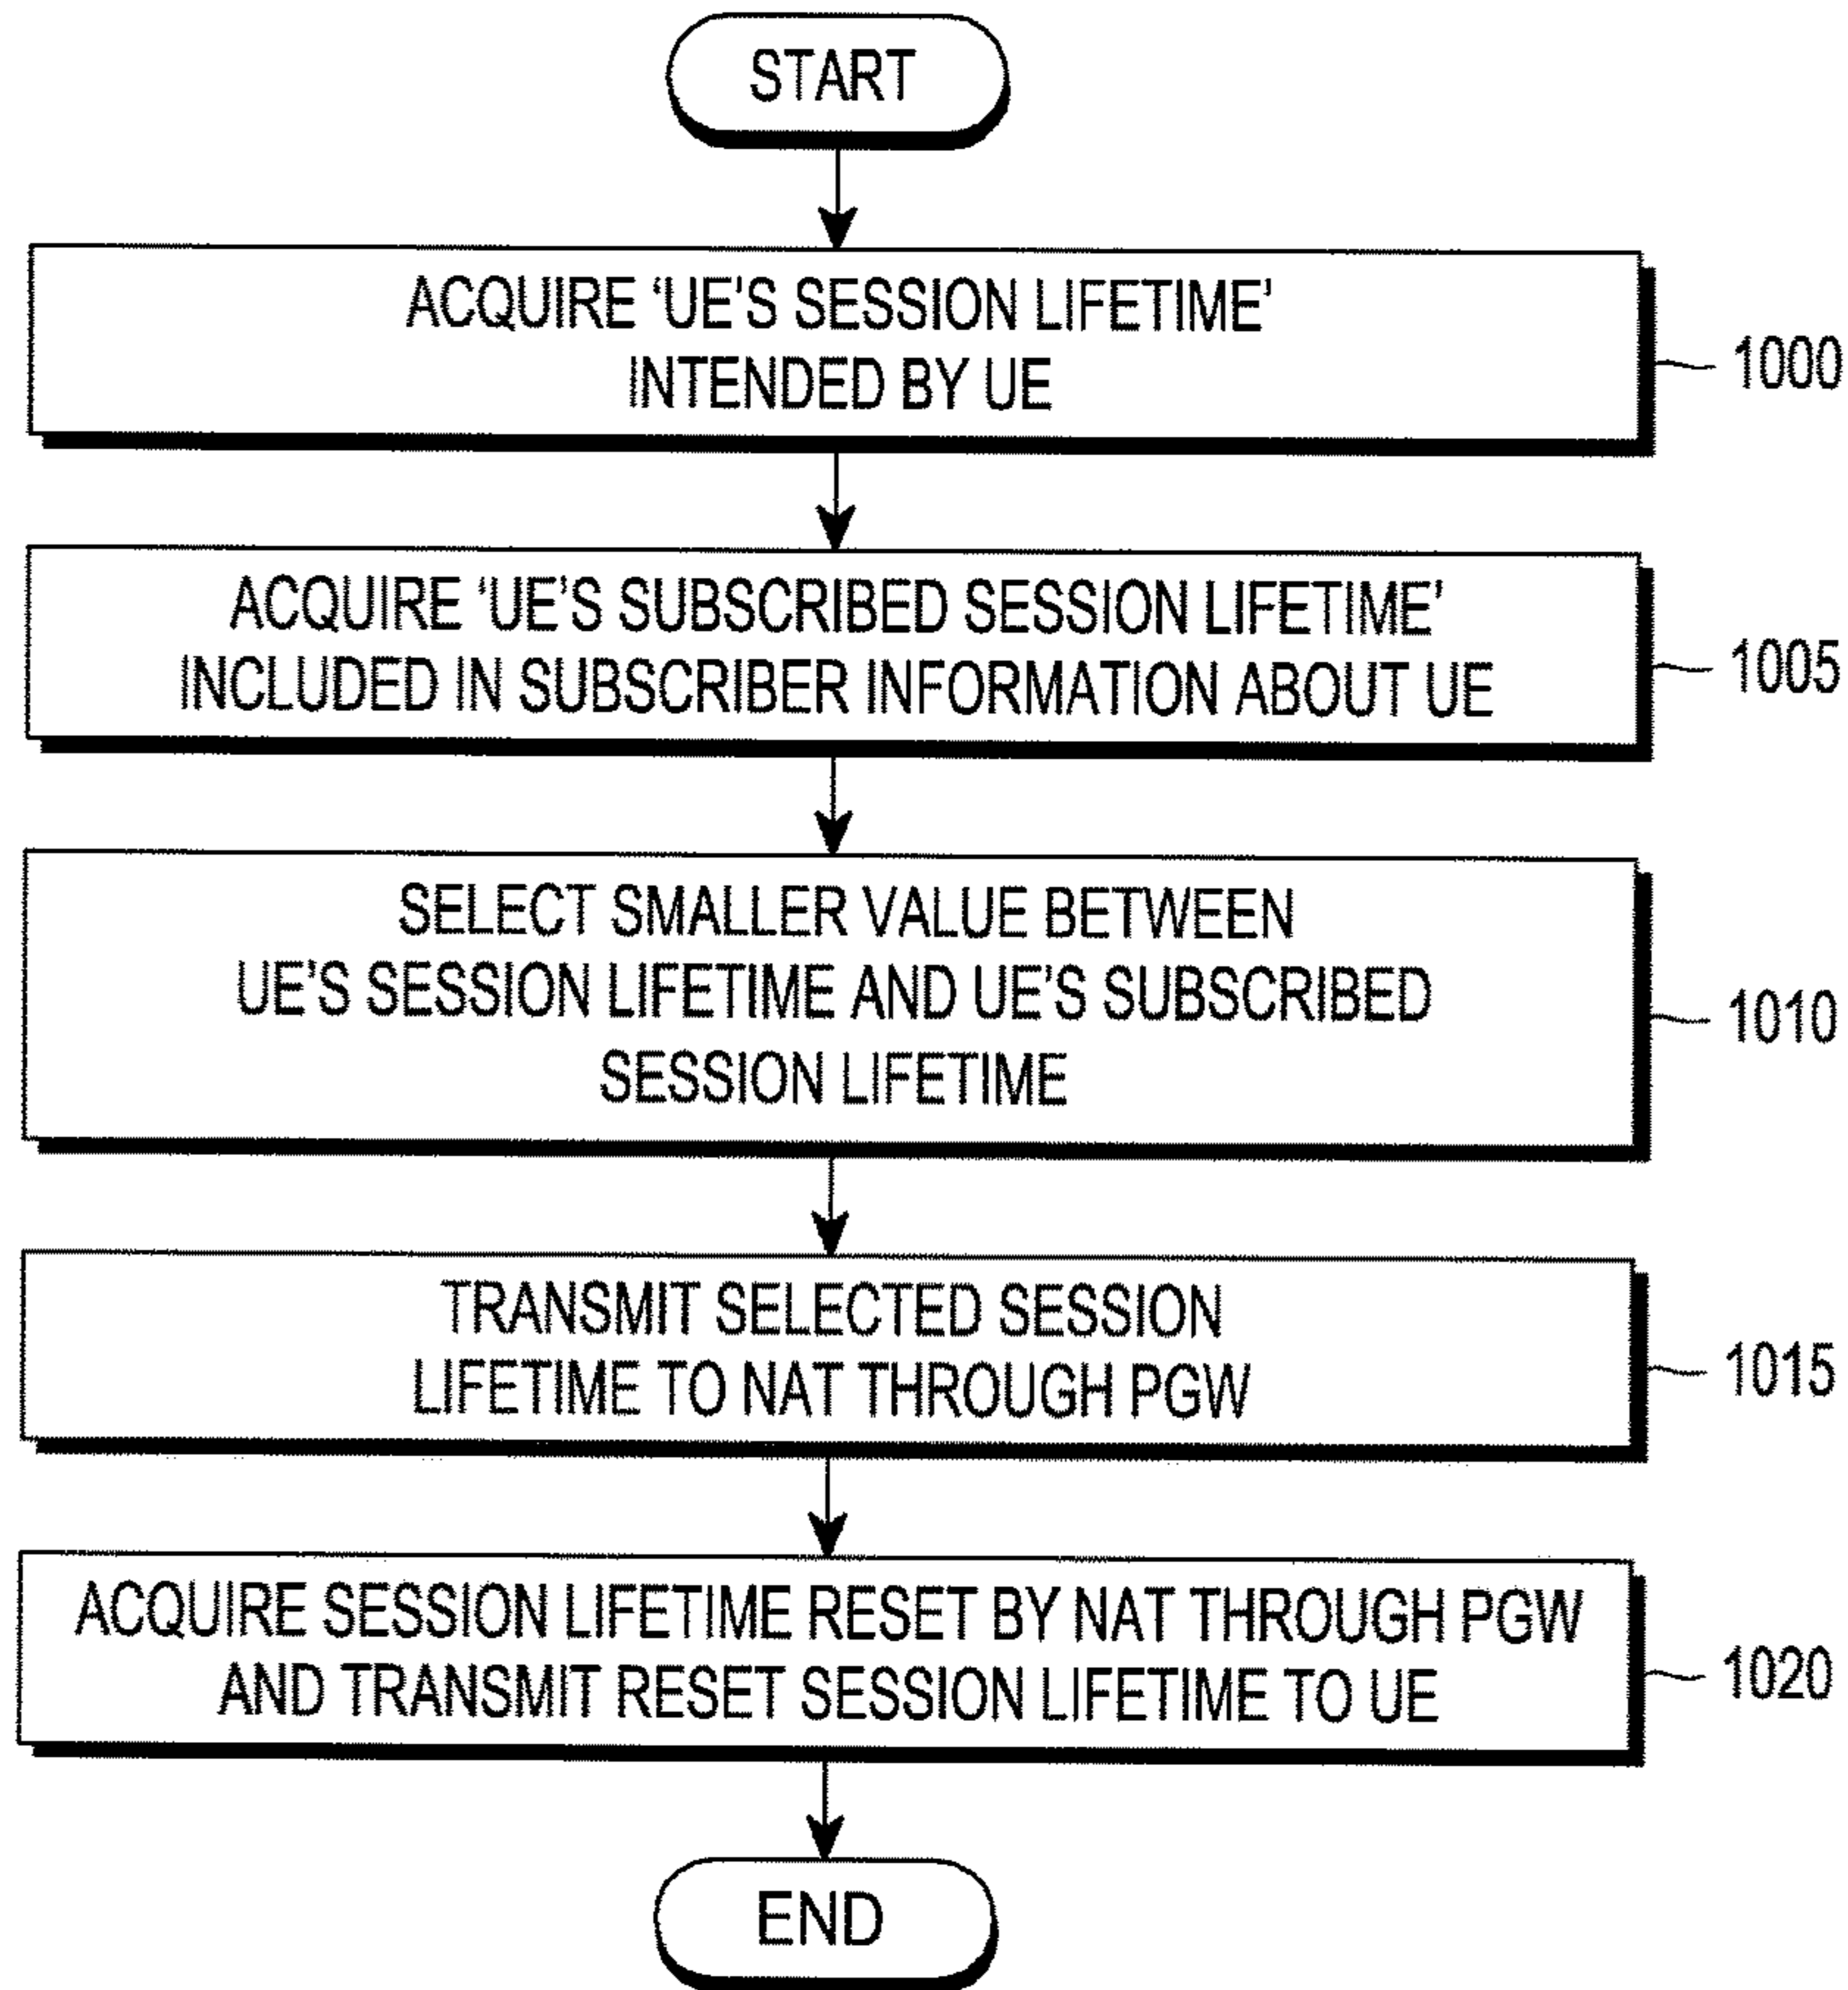 START
ACQUIRE ‘UE’S SESSION LIFETIME’
INTENDED BY UE
1000
ACQUIRE ‘UE’S SUBSCRIBED SESSION LIFETIME’
INCLUDED IN SUBSCRIBER INFORMATION ABOUT UE
1005
SELECT SMALLER VALUE BETWEEN
UE’S SESSION LIFETIME AND UE’S SUBSCRIBED
SESSION LIFETIME
1010
TRANSMIT SELECTED SESSION
LIFETIME TO NAT THROUGH PGW
1015
ACQUIRE SESSION LIFETIME RESET BY NAT THROUGH PGW
AND TRANSMIT RESET SESSION LIFETIME TO UE
1020
END